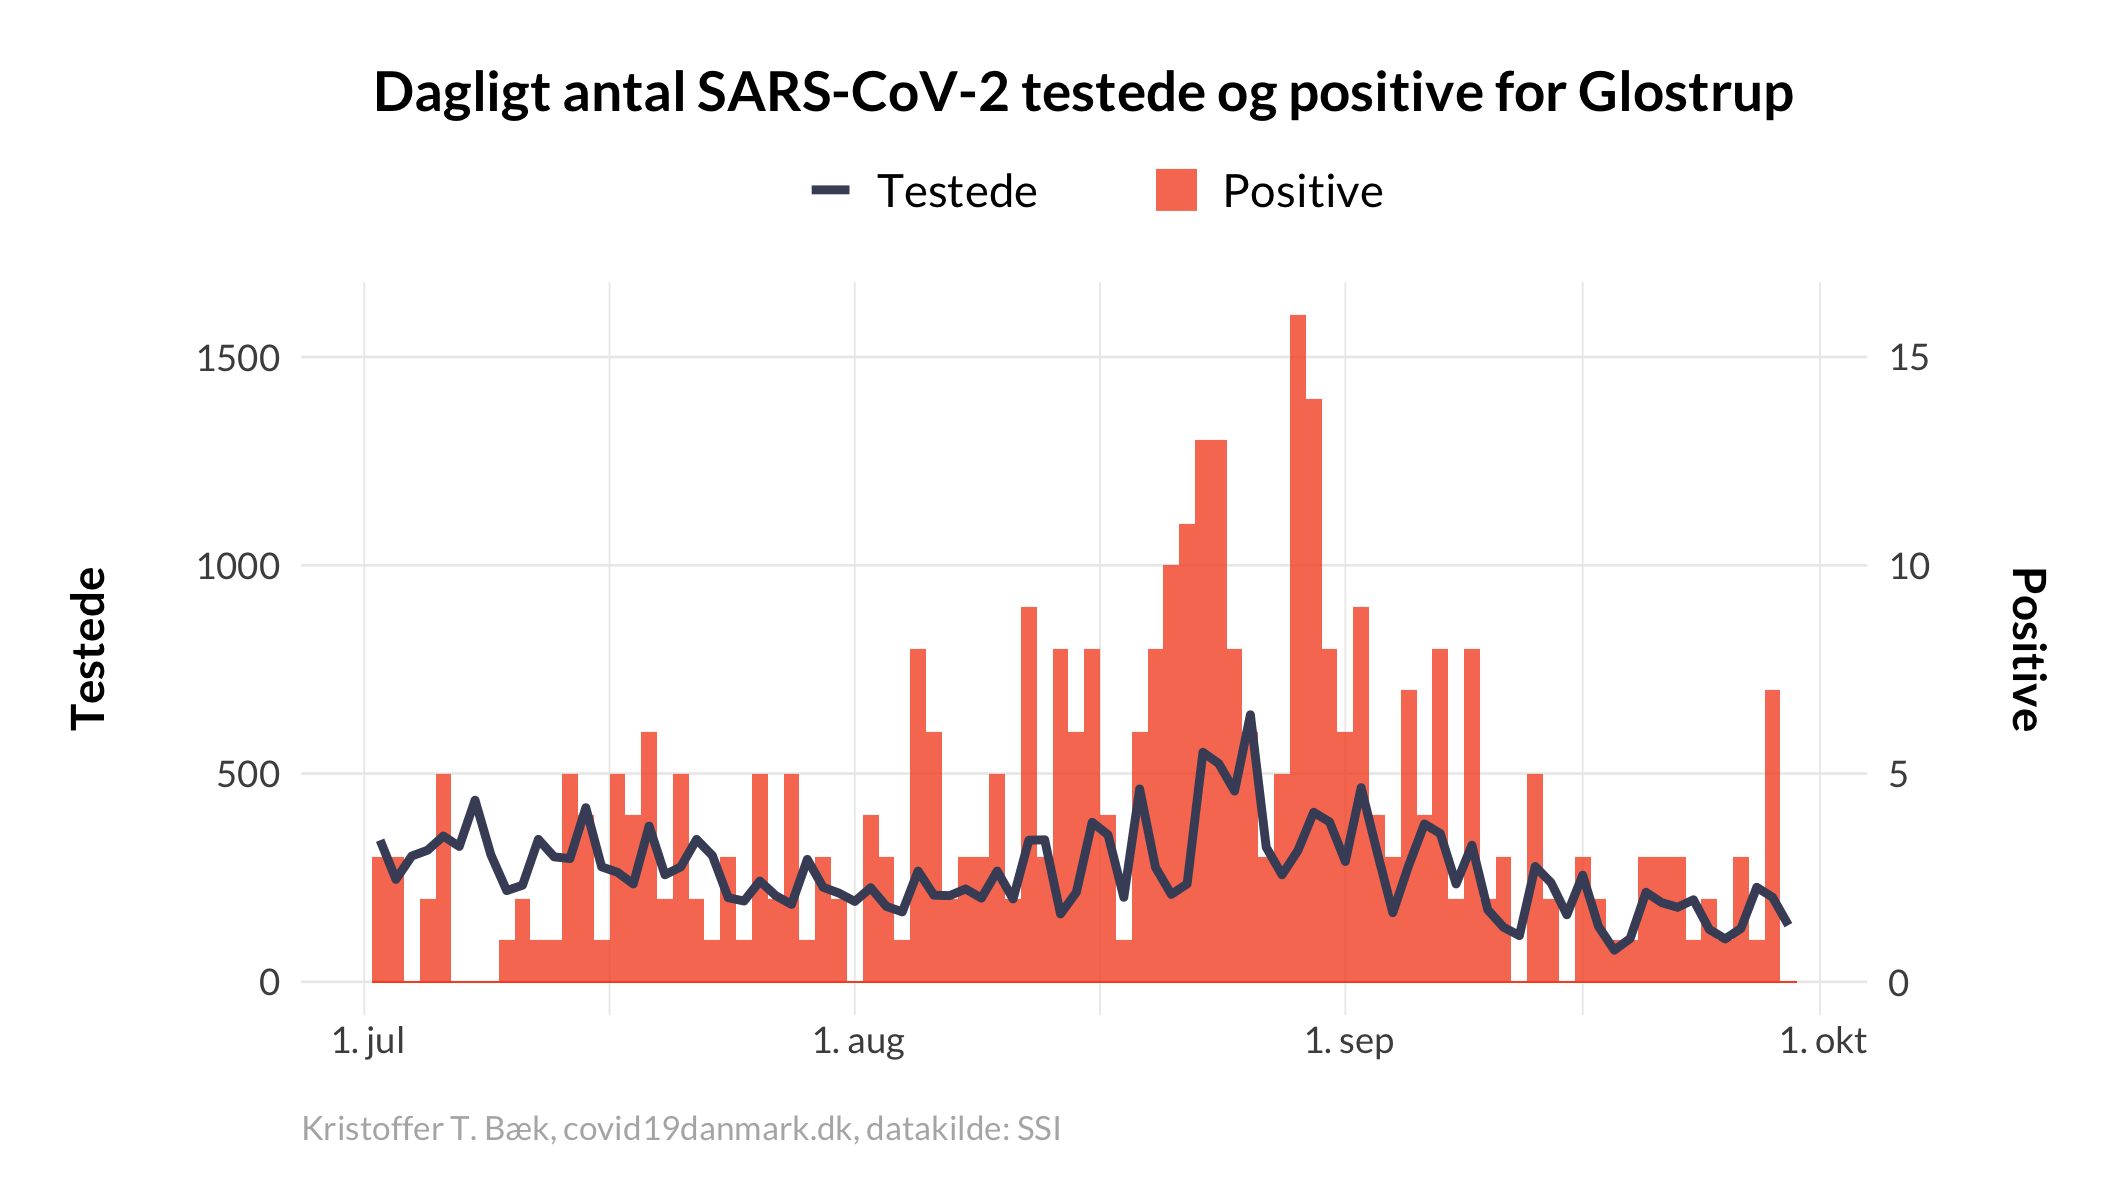 Dagligt antal SARS-CoV-2 testede og positive for Glostrup
Testede
Positive
1500
1000
500
0
15
10
5
0
Testede
Positive
1. jul
1. aug
1. sep
1. okt
Kristoffer T. Bæk, covid19danmark.dk, datakilde: SSI